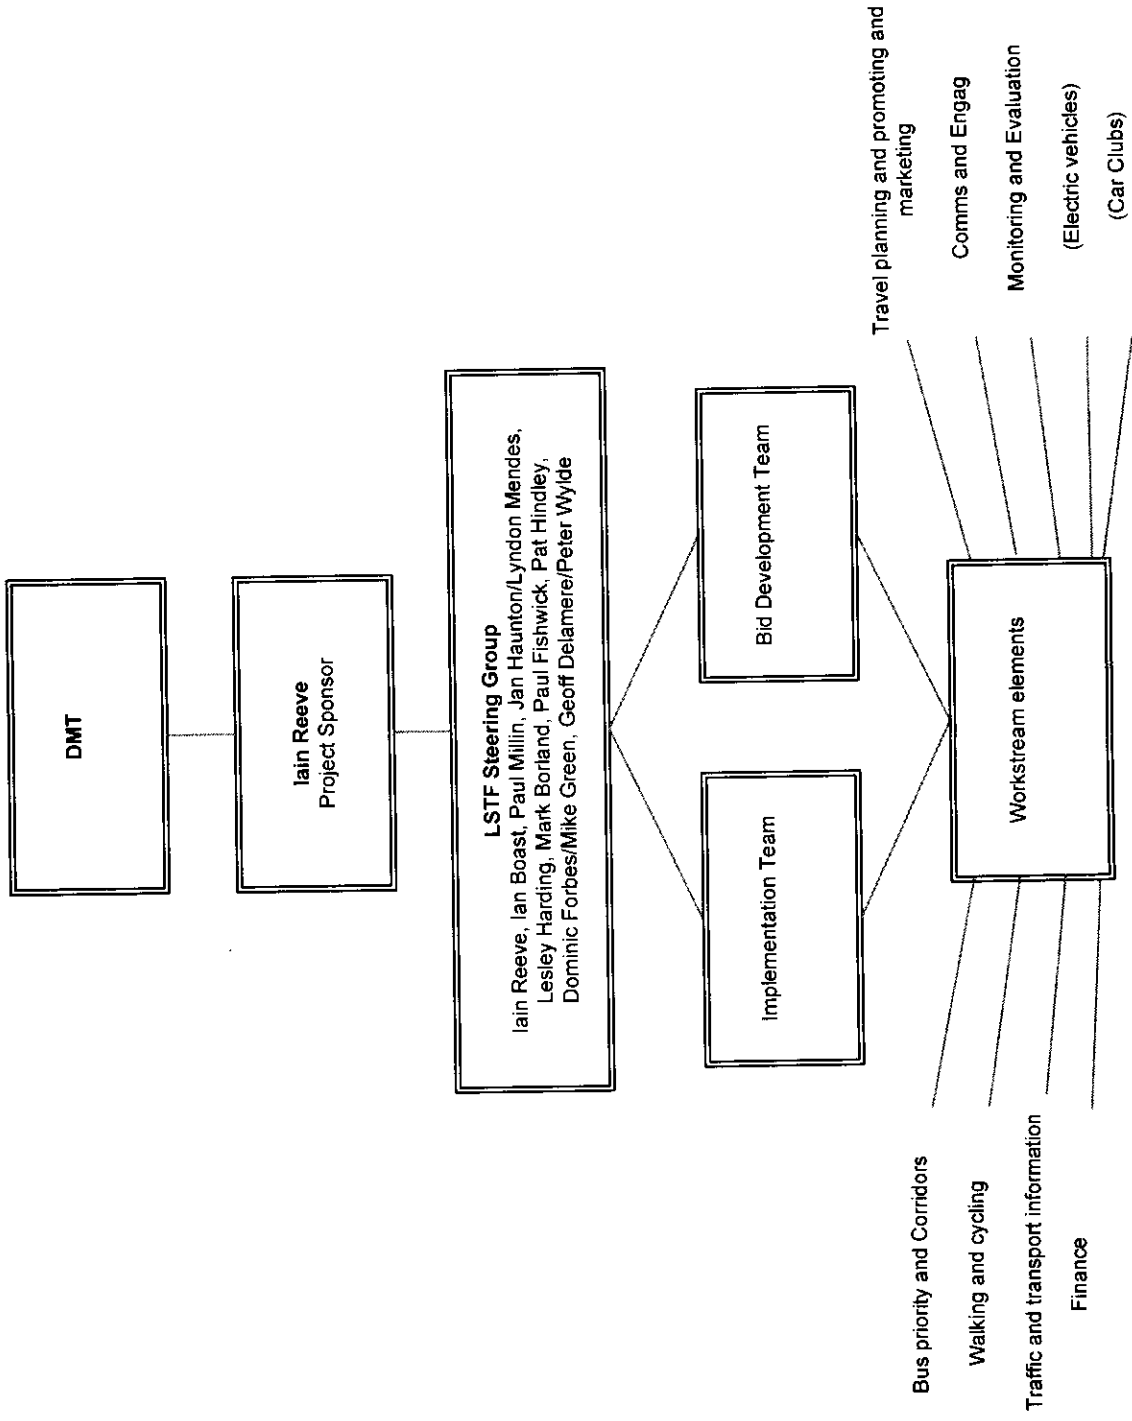 DMT
Iain Reeve
Project Sponsor
LSTF Steering Group
Iain Reeve, Ian Boast, Paul Millin, Jan Haunton/Lyndon Mendes,
Lesley Harding, Mark Borland, Paul Fishwick, Pat Hindley,
Dominic Forbes/Mike Green, Geoff Delamere/Peter Wylde
Implementation Team
Bid Development Team
Workstream elements
Bus priority and Corridors
Walking and cycling
Traffic and transport information
Finance
Travel planning and promoting and
marketing
Comms and Engag
Monitoring and Evaluation
(Electric vehicles)
(Car Clubs)